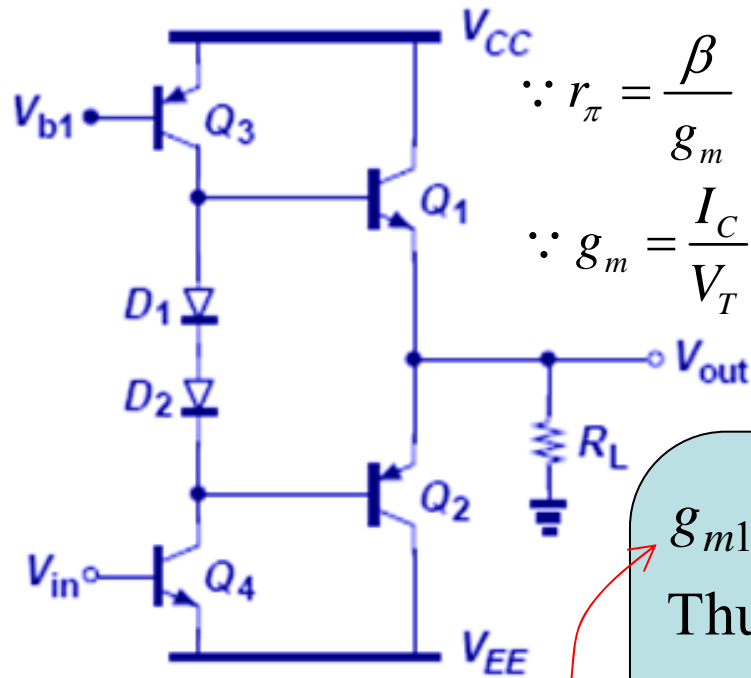 V_CC
∵ r_π = β / g_m
V_b1
Q_3
Q_1
∵ g_m = I_C / V_T
D_1
V_out
D_2
R_L
Q_2
g_m1
V_in
Q_4
Thu
V_EE